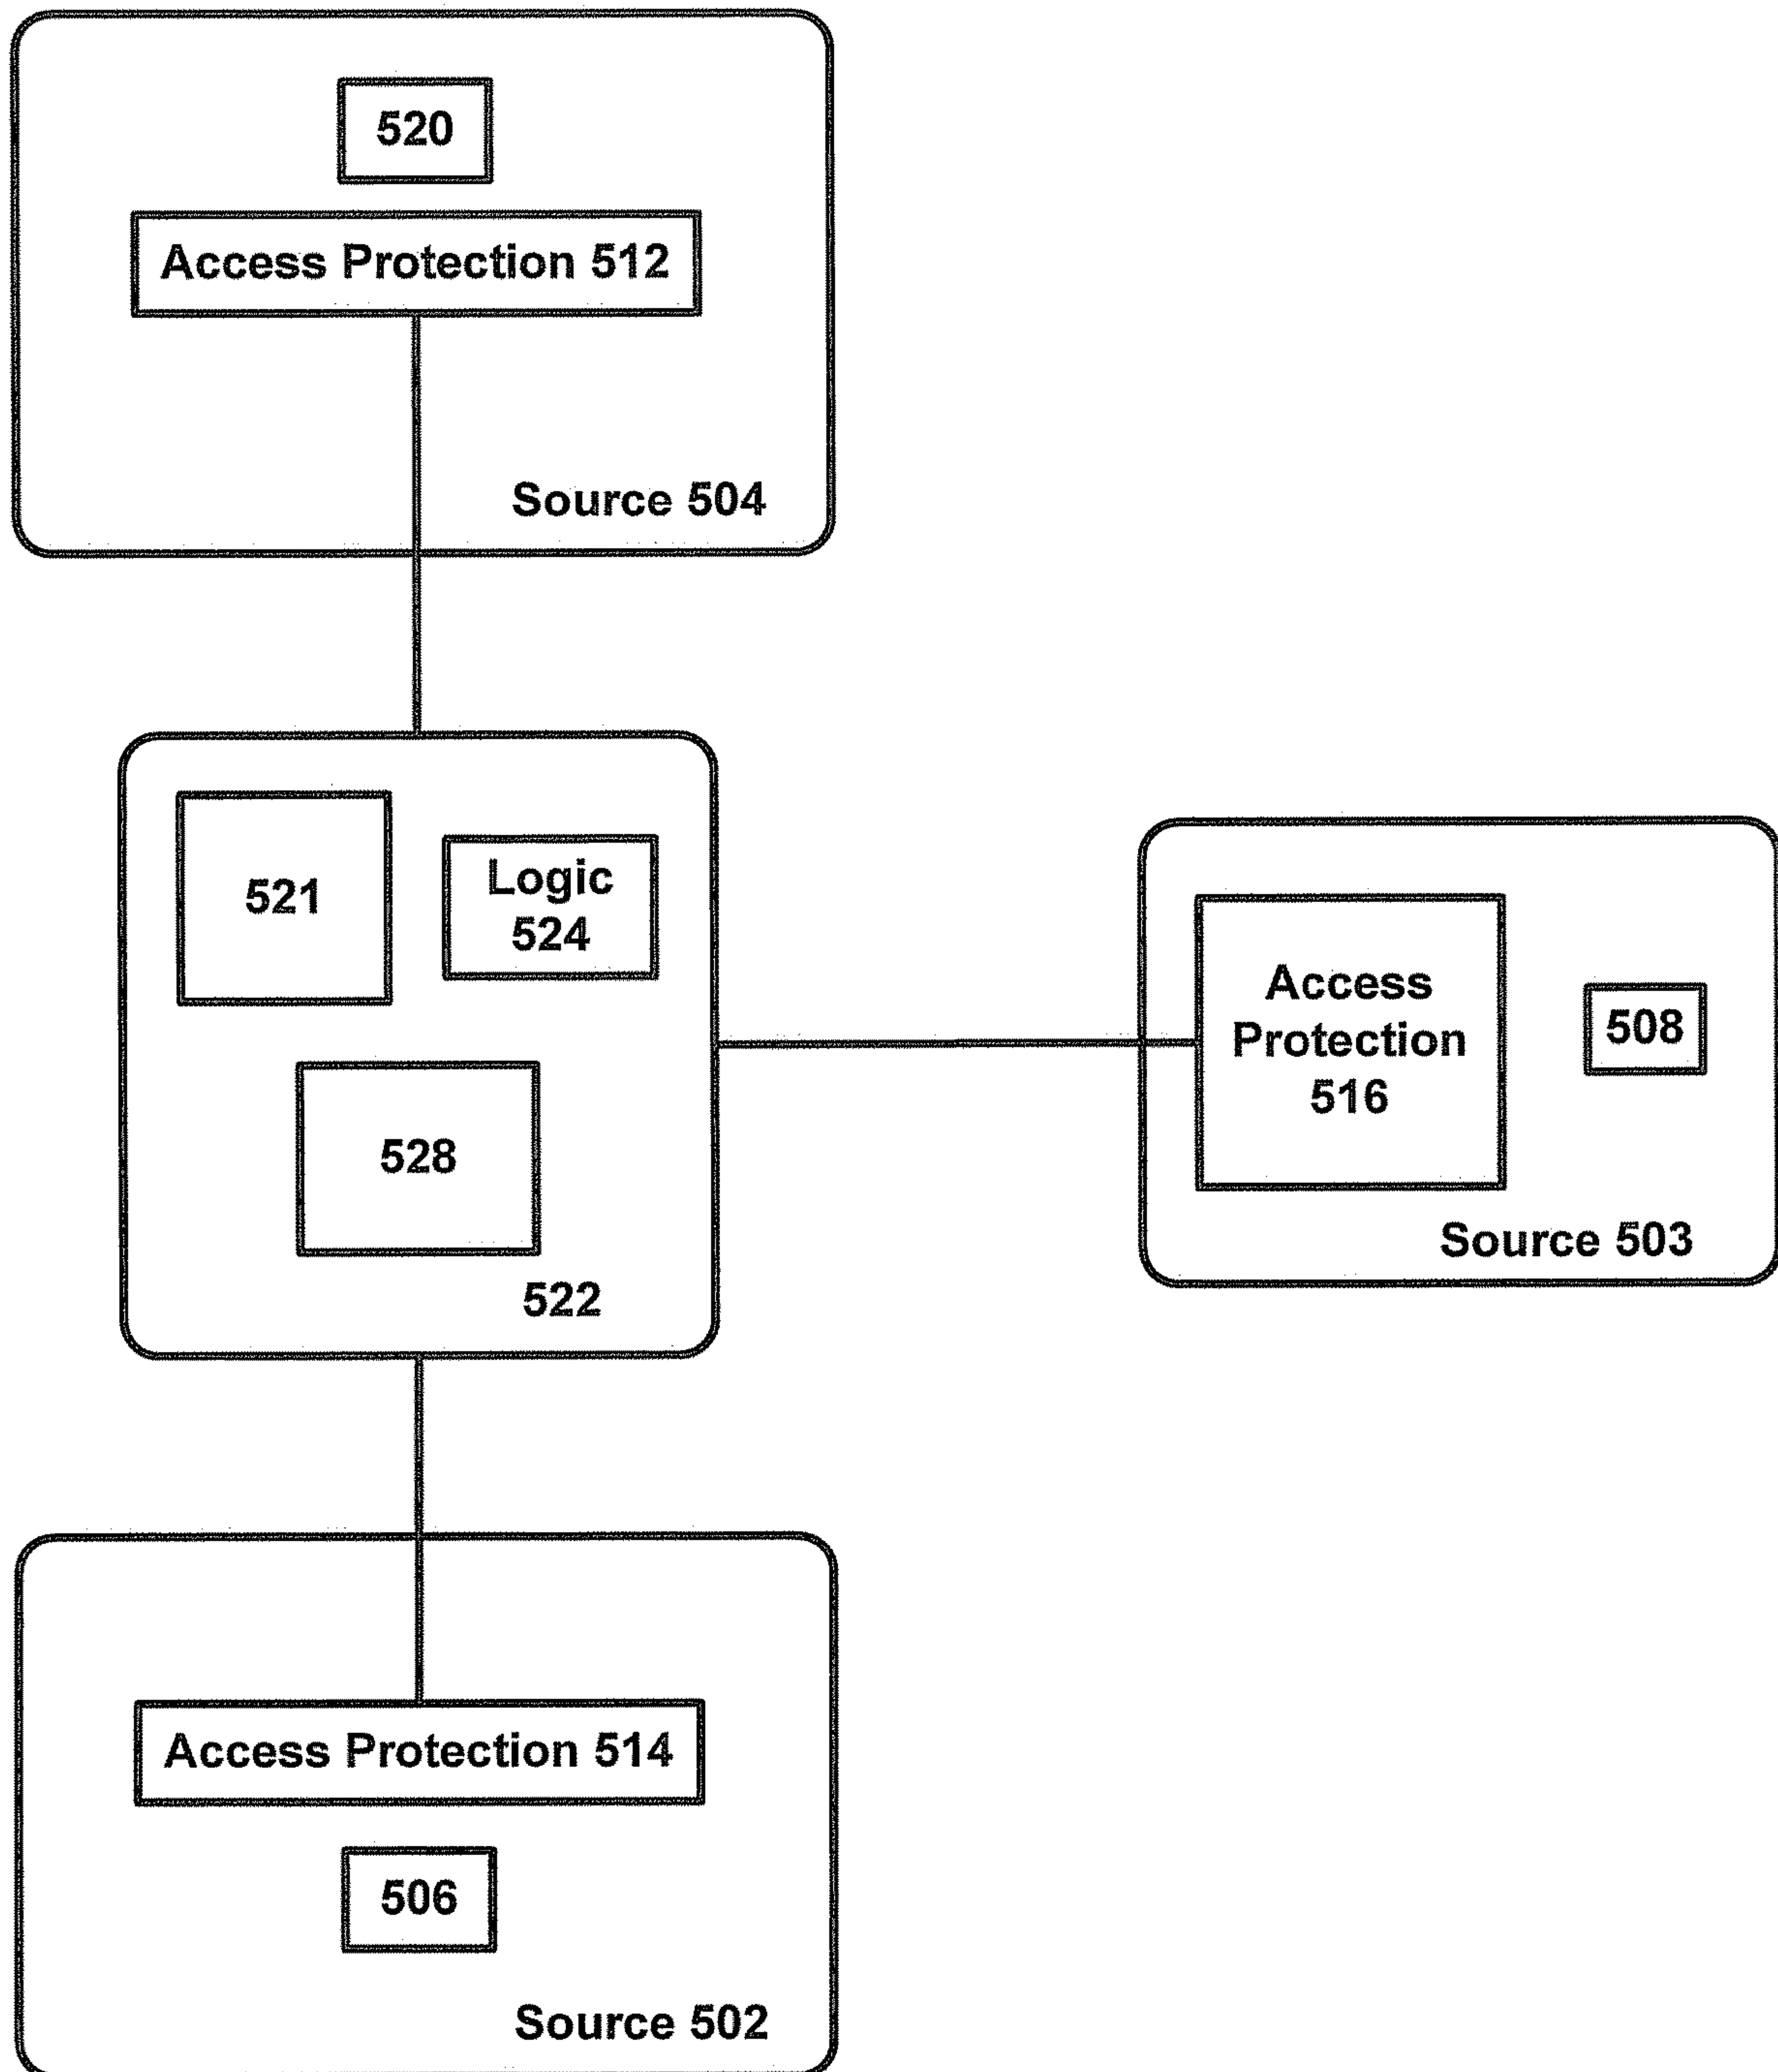 520
Access Protection 512
Source 504
521
Logic
524
528
522
Access
Protection
516
508
Source 503
Access Protection 514
506
Source 502